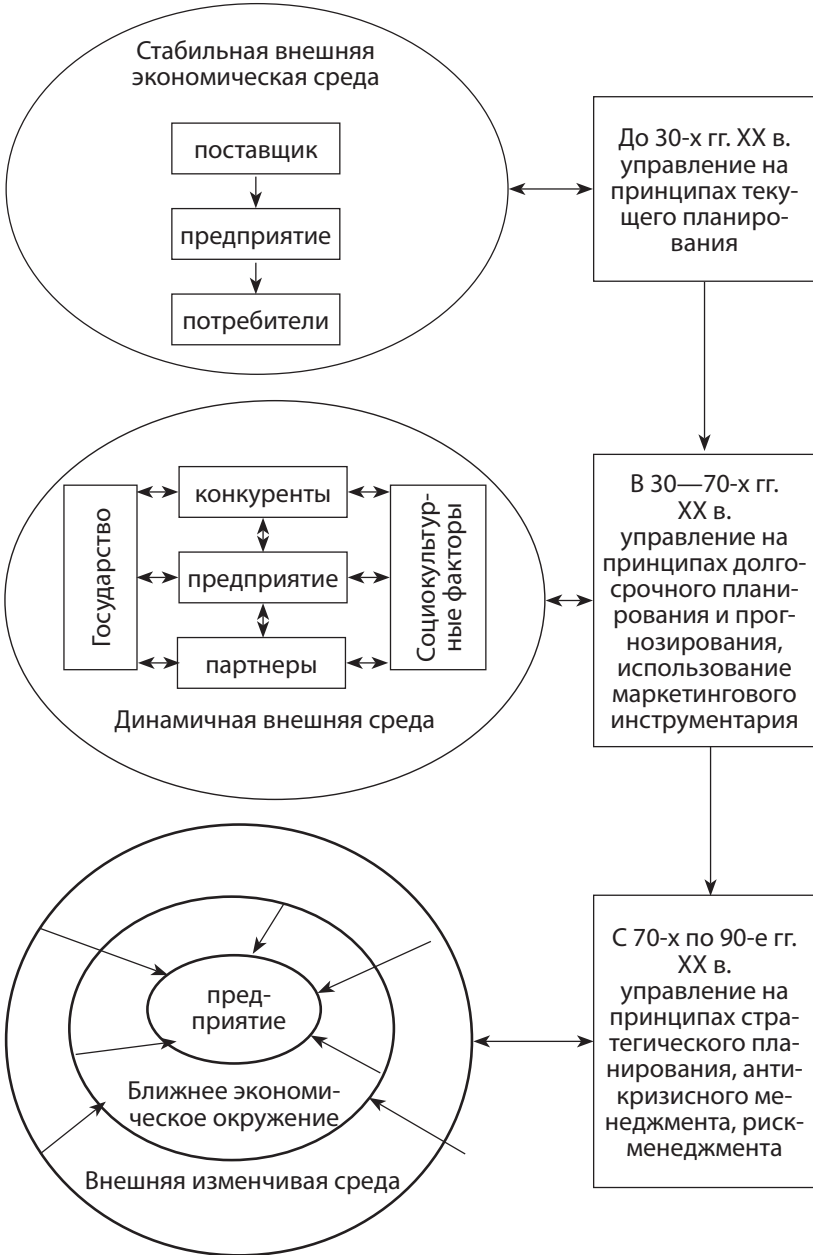 Стабильная внешняя
экономическая среда
поставщик
предприятие
потребители
До 30-х гг. XX в.
управление на
принципах теку-
щего планиро-
вания
Государство
конкуренты
предприятие
партнеры
Социокультур-
ные факторы
Динамичная внешняя среда
В 30—70-х гг.
XX в.
управление на
принципах долго-
срочного плани-
рования и прог-
нозирования,
использование
маркетингового
инструментария
пред-
приятие
Ближнее экономи-
ческое окружение
Внешняя изменчивая среда
С 70-х по 90-е гг.
XX в.
управление на
принципах стра-
тегического пла-
нирования, анти-
кризисного ме-
неджмента, риск-
менеджмента